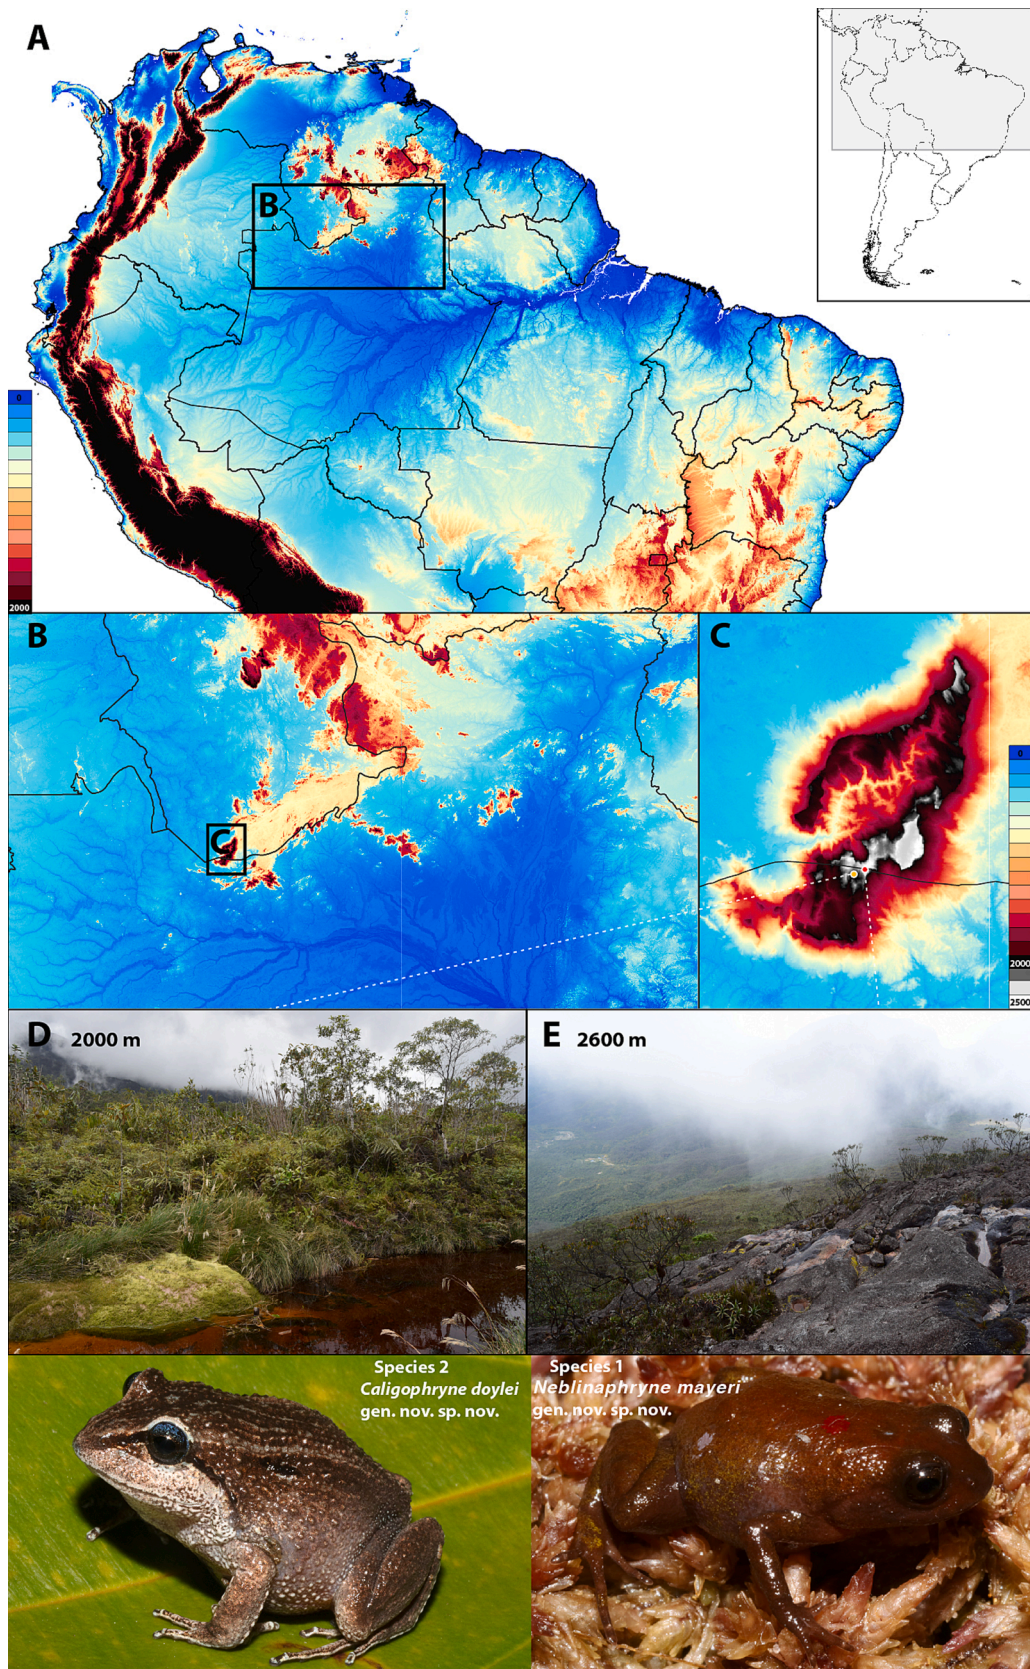 A
B
0
2000
B
C
C
0
2000
2500
D 2000 m
E 2600 m
Species 2
Caligophryne doylei
gen. nov. sp. nov.
Species 1
Neblinaphryne mayeri
gen. nov. sp. nov.